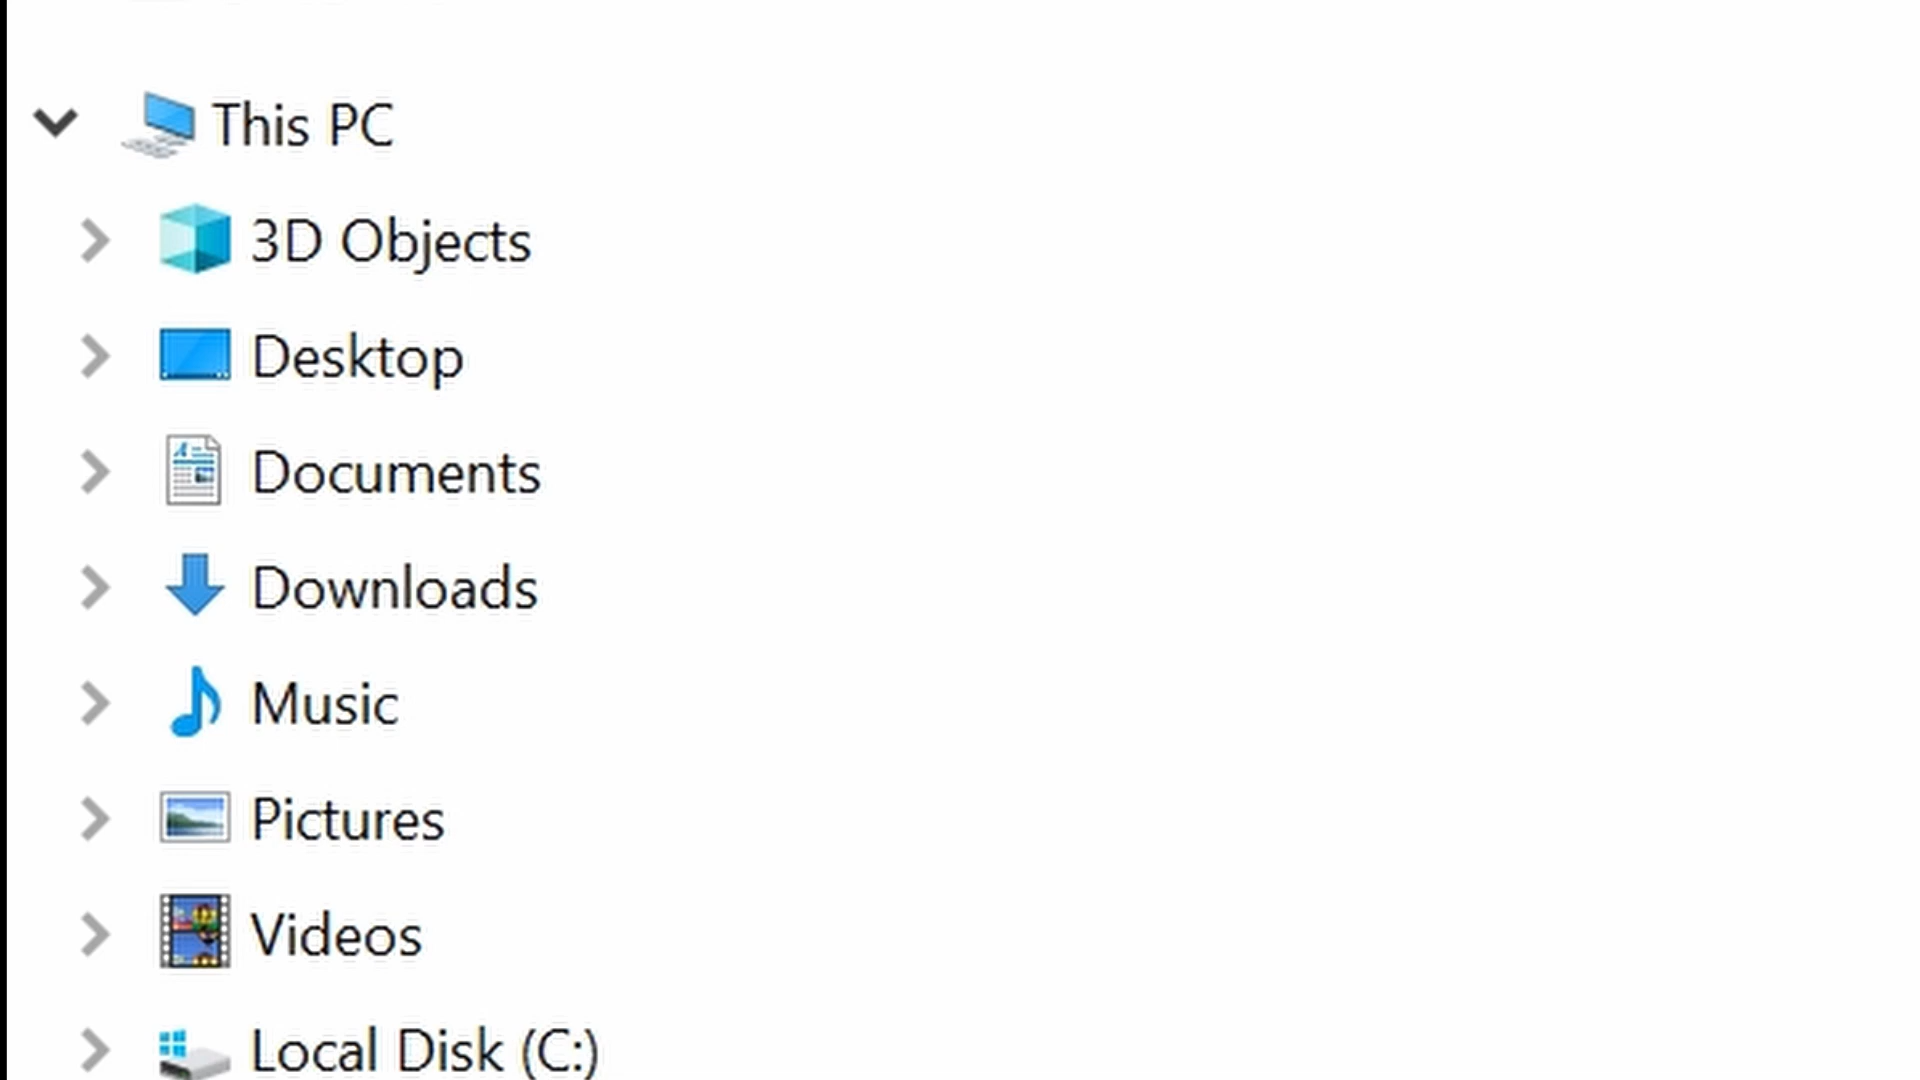 This PC
3D Objects
Desktop
Documents
Downloads
Music
Pictures
Videos
Local Disk (C:)